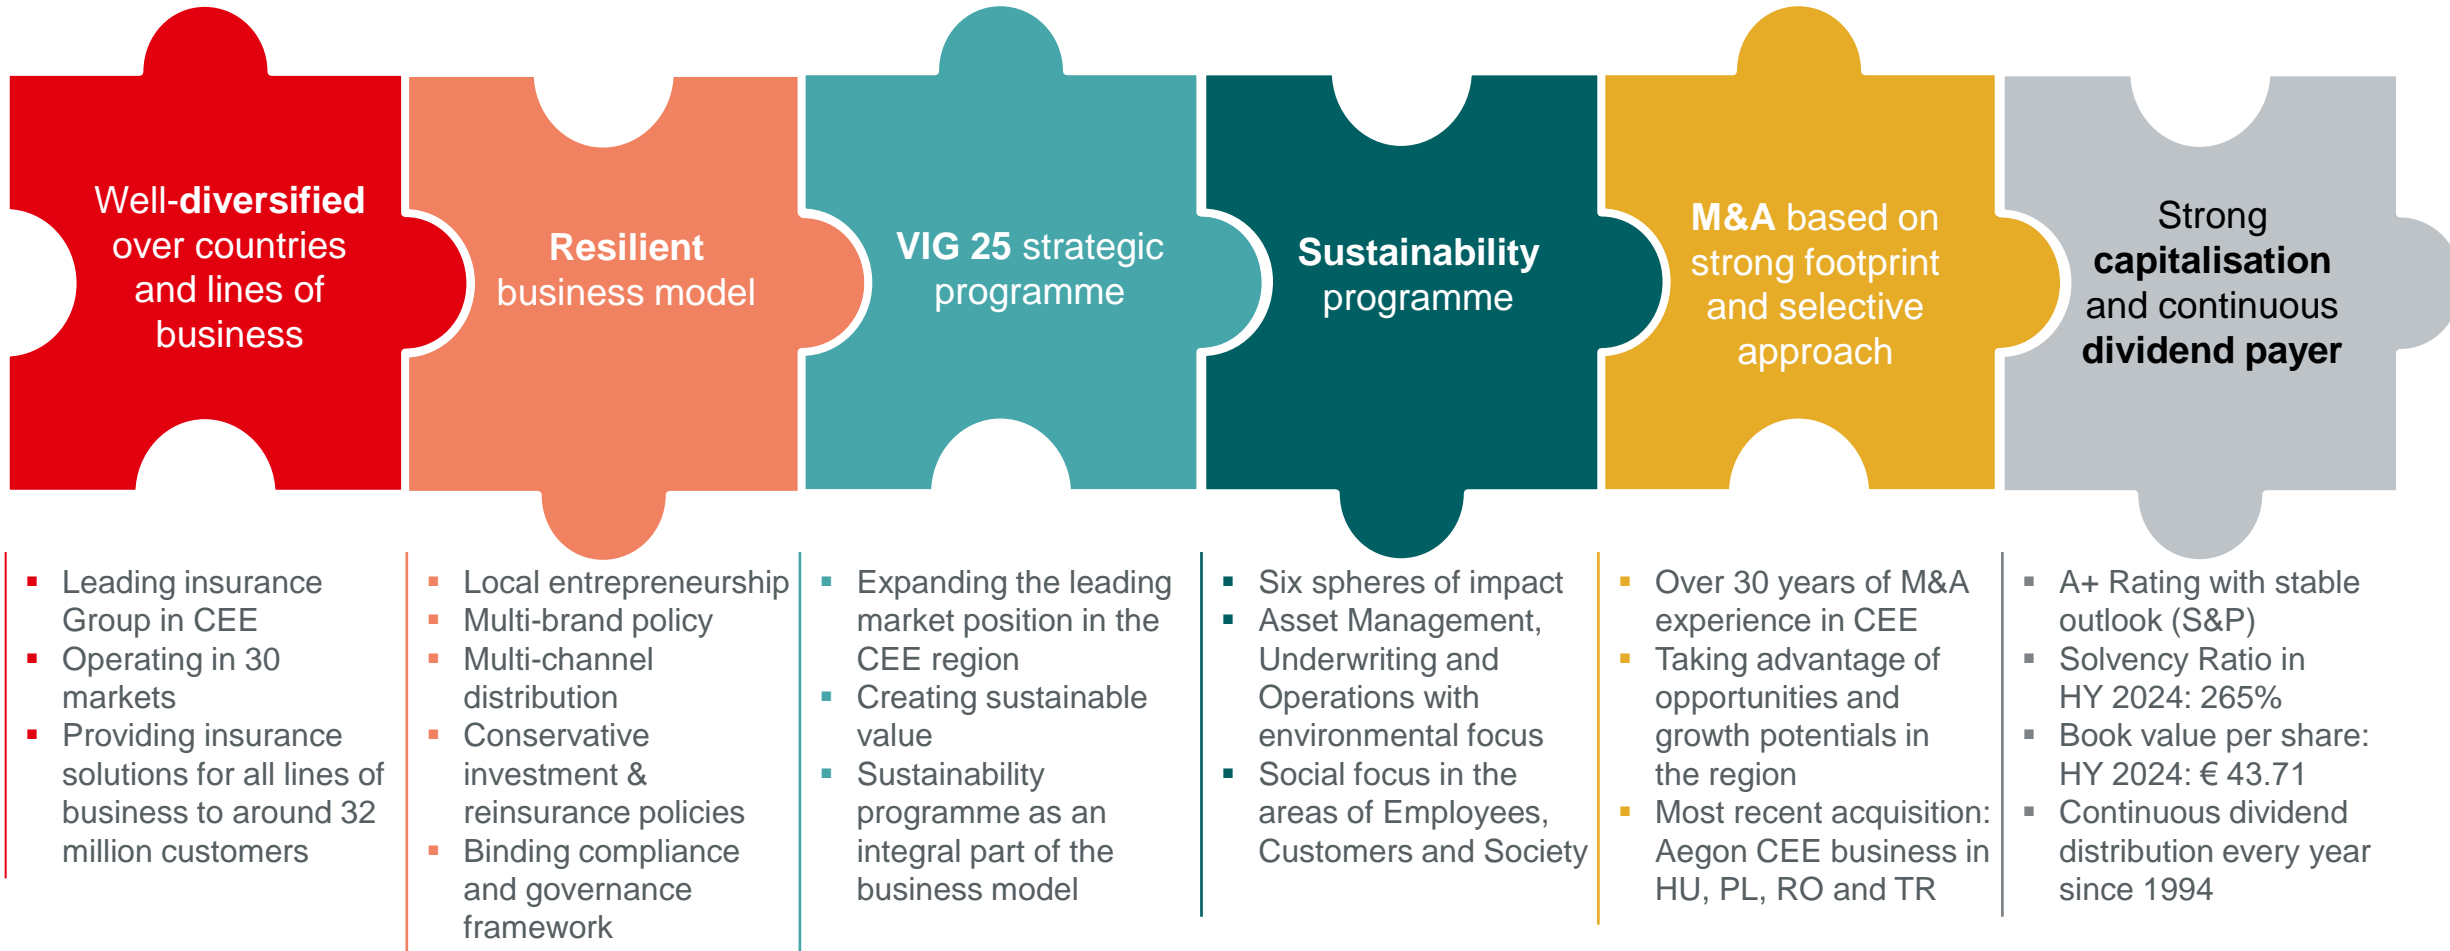 Well-diversified
over countries
and lines of
business
Resilient
business model
VIG 25 strategic
programme
Sustainability
programme
M&A based on
strong footprint
and selective
approach
Strong
capitalisation
and continuous
dividend payer
▪ Leading insurance
Group in CEE
▪ Operating in 30
markets
▪ Providing insurance
solutions for all lines of
business to around 32
million customers
▪ Local entrepreneurship
▪ Multi-brand policy
▪ Multi-channel
distribution
▪ Conservative
investment &
reinsurance policies
▪ Binding compliance
and governance
framework
▪ Expanding the leading
market position in the
CEE region
▪ Creating sustainable
value
▪ Sustainability
programme as an
integral part of the
business model
▪ Six spheres of impact
▪ Asset Management,
Underwriting and
Operations with
environmental focus
▪ Social focus in the
areas of Employees,
Customers and Society
▪ Over 30 years of M&A
experience in CEE
▪ Taking advantage of
opportunities and
growth potentials in
the region
▪ Most recent acquisition:
Aegon CEE business in
HU, PL, RO and TR
▪ A+ Rating with stable
outlook (S&P)
▪ Solvency Ratio in
HY 2024: 265%
▪ Book value per share:
HY 2024: € 43.71
▪ Continuous dividend
distribution every year
since 1994